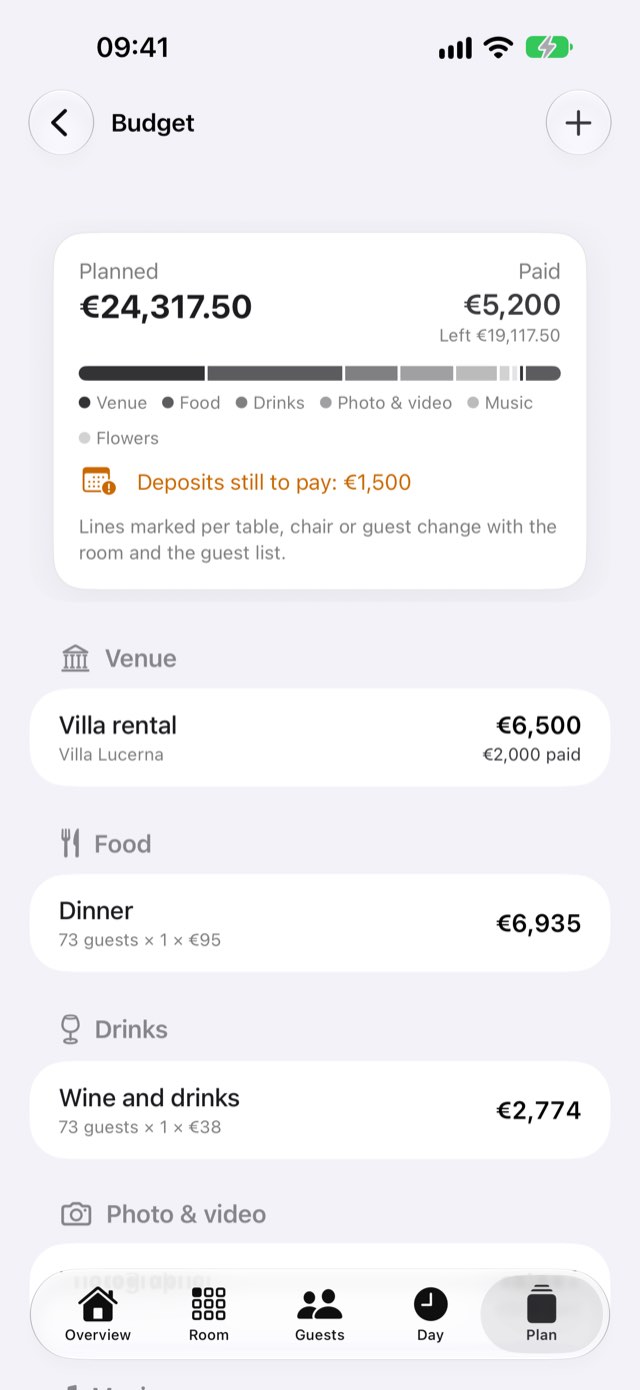 09:41
Budget
Planned
Paid
€24,317.50
€5,200
Left €19,117.50
Venue
Food
Drinks
Photo & video
Music
Flowers
Deposits still to pay: €1,500
Lines marked per table, chair or guest change with the
room and the guest list.
Venue
Villa rental
€6,500
Villa Lucerna
€2,000 paid
Food
Dinner
€6,935
73 guests × 1 × €95
Drinks
Wine and drinks
€2,774
73 guests × 1 × €38
Photo & video
Overview
Room
Guests
Day
Plan